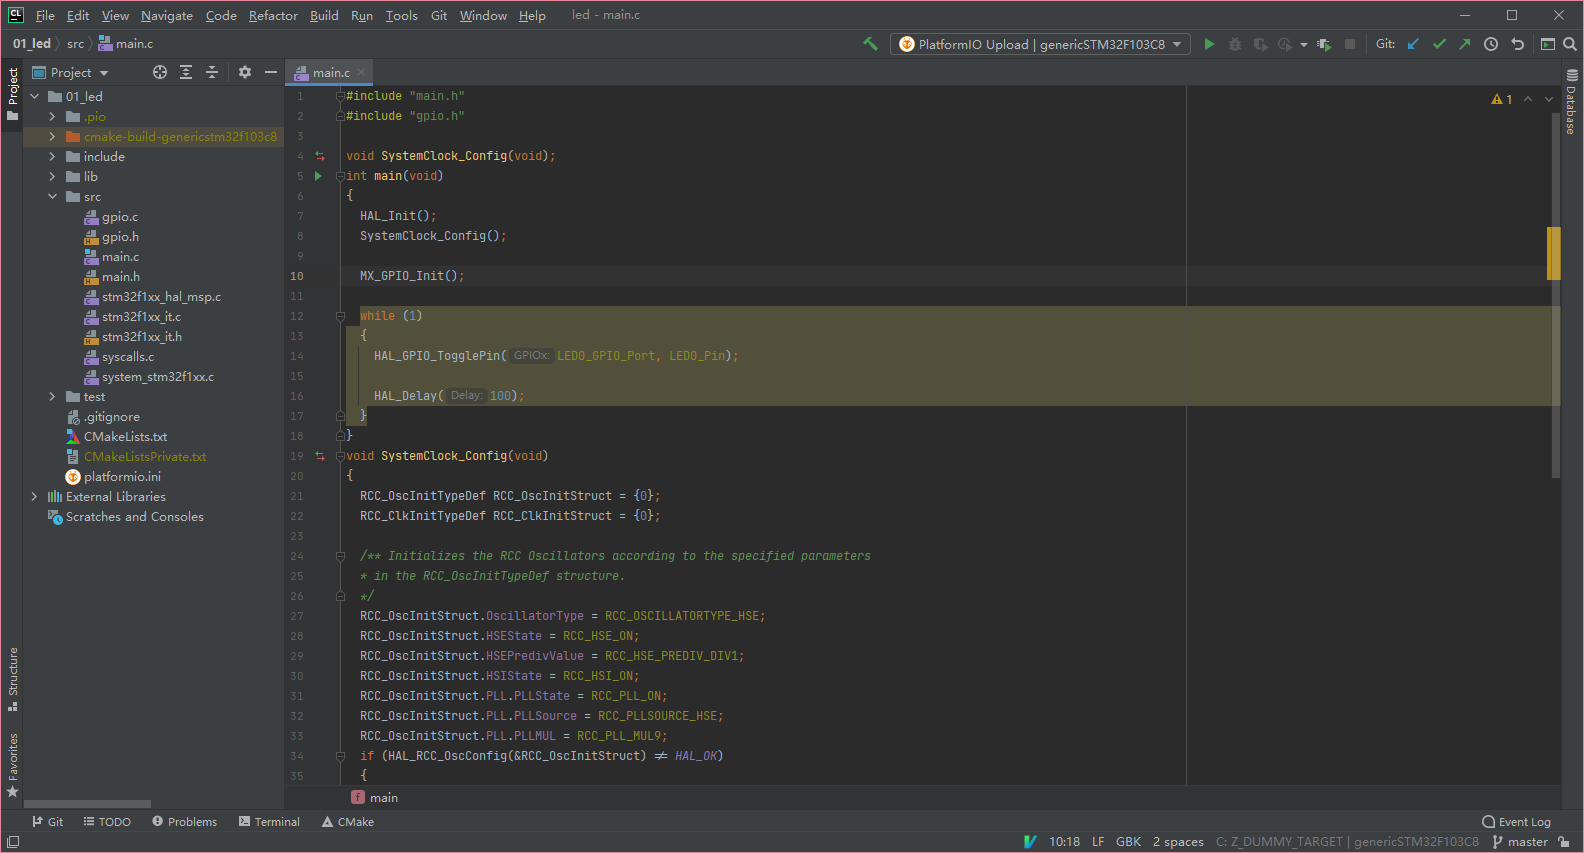 CL File Edit View Navigate Code Refactor Build Run Tools Git Window Help led - main.c
01_led src main.c PlatformIO Upload | genericSTM32F103C8 Git:
Project
Project
main.c
Database
1
01_led
.pio
cmake-build-genericstm32f103c8
include
lib
src
gpio.c
gpio.h
main.c
main.h
stm32f1xx_hal_msp.c
stm32f1xx_it.c
stm32f1xx_it.h
syscalls.c
system_stm32f1xx.c
test
.gitignore
CMakeLists.txt
CMakeListsPrivate.txt
platformio.ini
External Libraries
Scratches and Consoles
Structure
Favorites
1 #include "main.h"
2 #include "gpio.h"
3
4 void SystemClock_Config(void);
5 int main(void)
6 {
7 HAL_Init();
8 SystemClock_Config();
9
10 MX_GPIO_Init();
11
12 while (1)
13 {
14 HAL_GPIO_TogglePin( GPIOx: LED0_GPIO_Port, LED0_Pin);
15
16 HAL_Delay( Delay: 100);
17 }
18 }
19 void SystemClock_Config(void)
20 {
21 RCC_OscInitTypeDef RCC_OscInitStruct = {0};
22 RCC_ClkInitTypeDef RCC_ClkInitStruct = {0};
23
24 /** Initializes the RCC Oscillators according to the specified parameters
25 * in the RCC_OscInitTypeDef structure.
26 */
27 RCC_OscInitStruct.OscillatorType = RCC_OSCILLATORTYPE_HSE;
28 RCC_OscInitStruct.HSEState = RCC_HSE_ON;
29 RCC_OscInitStruct.HSEPredivValue = RCC_HSE_PREDIV_DIV1;
30 RCC_OscInitStruct.HSIState = RCC_HSI_ON;
31 RCC_OscInitStruct.PLL.PLLState = RCC_PLL_ON;
32 RCC_OscInitStruct.PLL.PLLSource = RCC_PLLSOURCE_HSE;
33 RCC_OscInitStruct.PLL.PLLMUL = RCC_PLL_MUL9;
34 if (HAL_RCC_OscConfig(&RCC_OscInitStruct) != HAL_OK)
35 {
f main
Git TODO Problems Terminal CMake Event Log
10:18 LF GBK 2 spaces C: Z_DUMMY_TARGET | genericSTM32F103C8 master